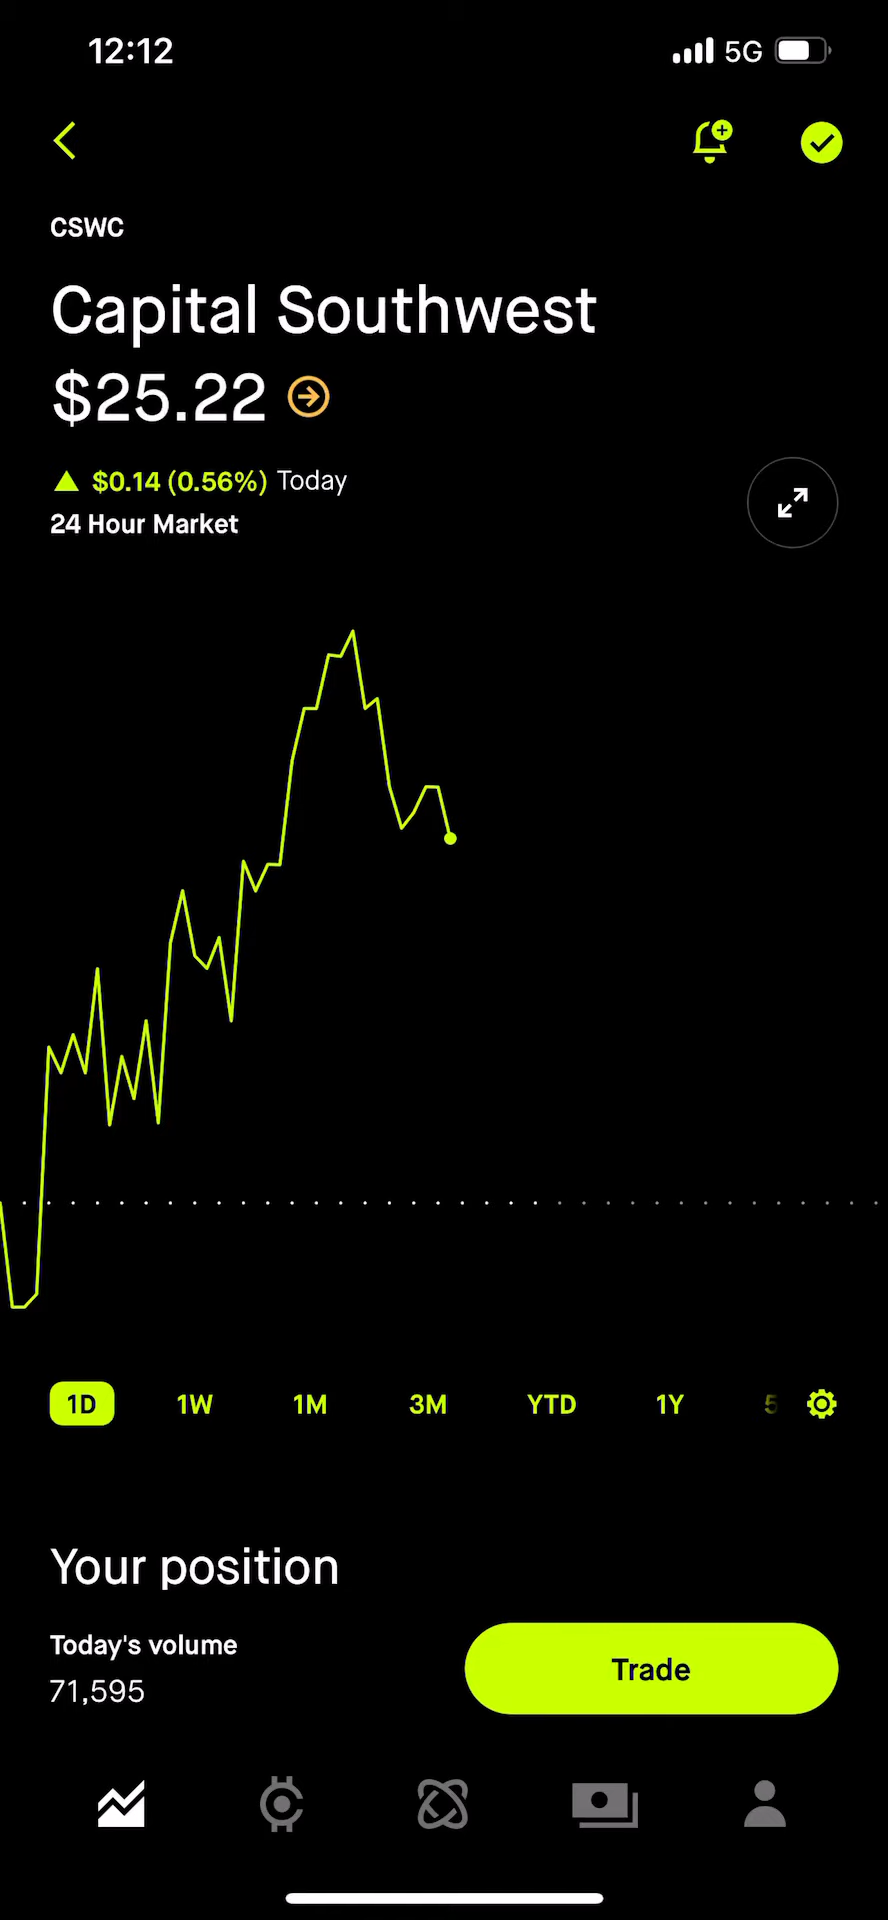 12:12
5G
CSWC
Capital Southwest
$25.22
$0.14 (0.56%) Today
24 Hour Market
1D 1W 1M 3M YTD 1Y 5
Your position
Today's volume
71,595
Trade